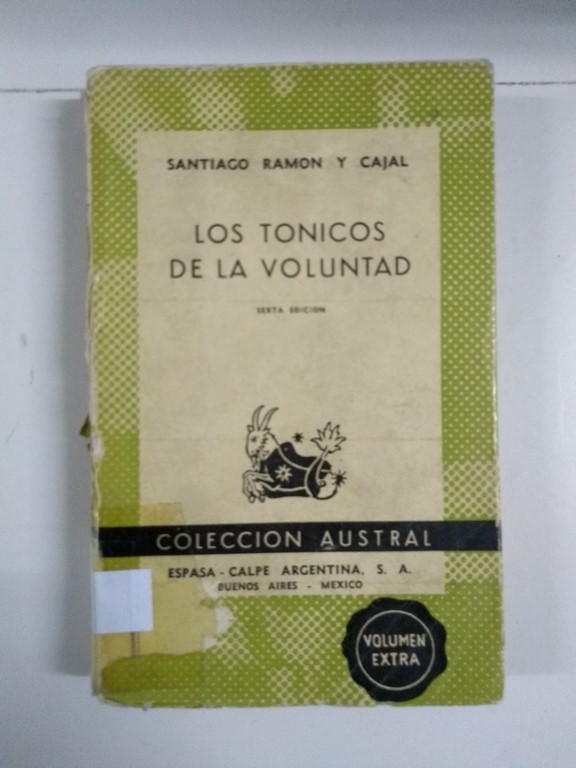 SANTIAGO RAMON Y CAJAL
LOS TONICOS
DE LA VOLUNTAD
SEXTA EDICION
COLECCION AUSTRAL
ESPASA - CALPE ARGENTINA, S. A.
BUENOS AIRES - MEXICO
VOLUMEN
EXTRA